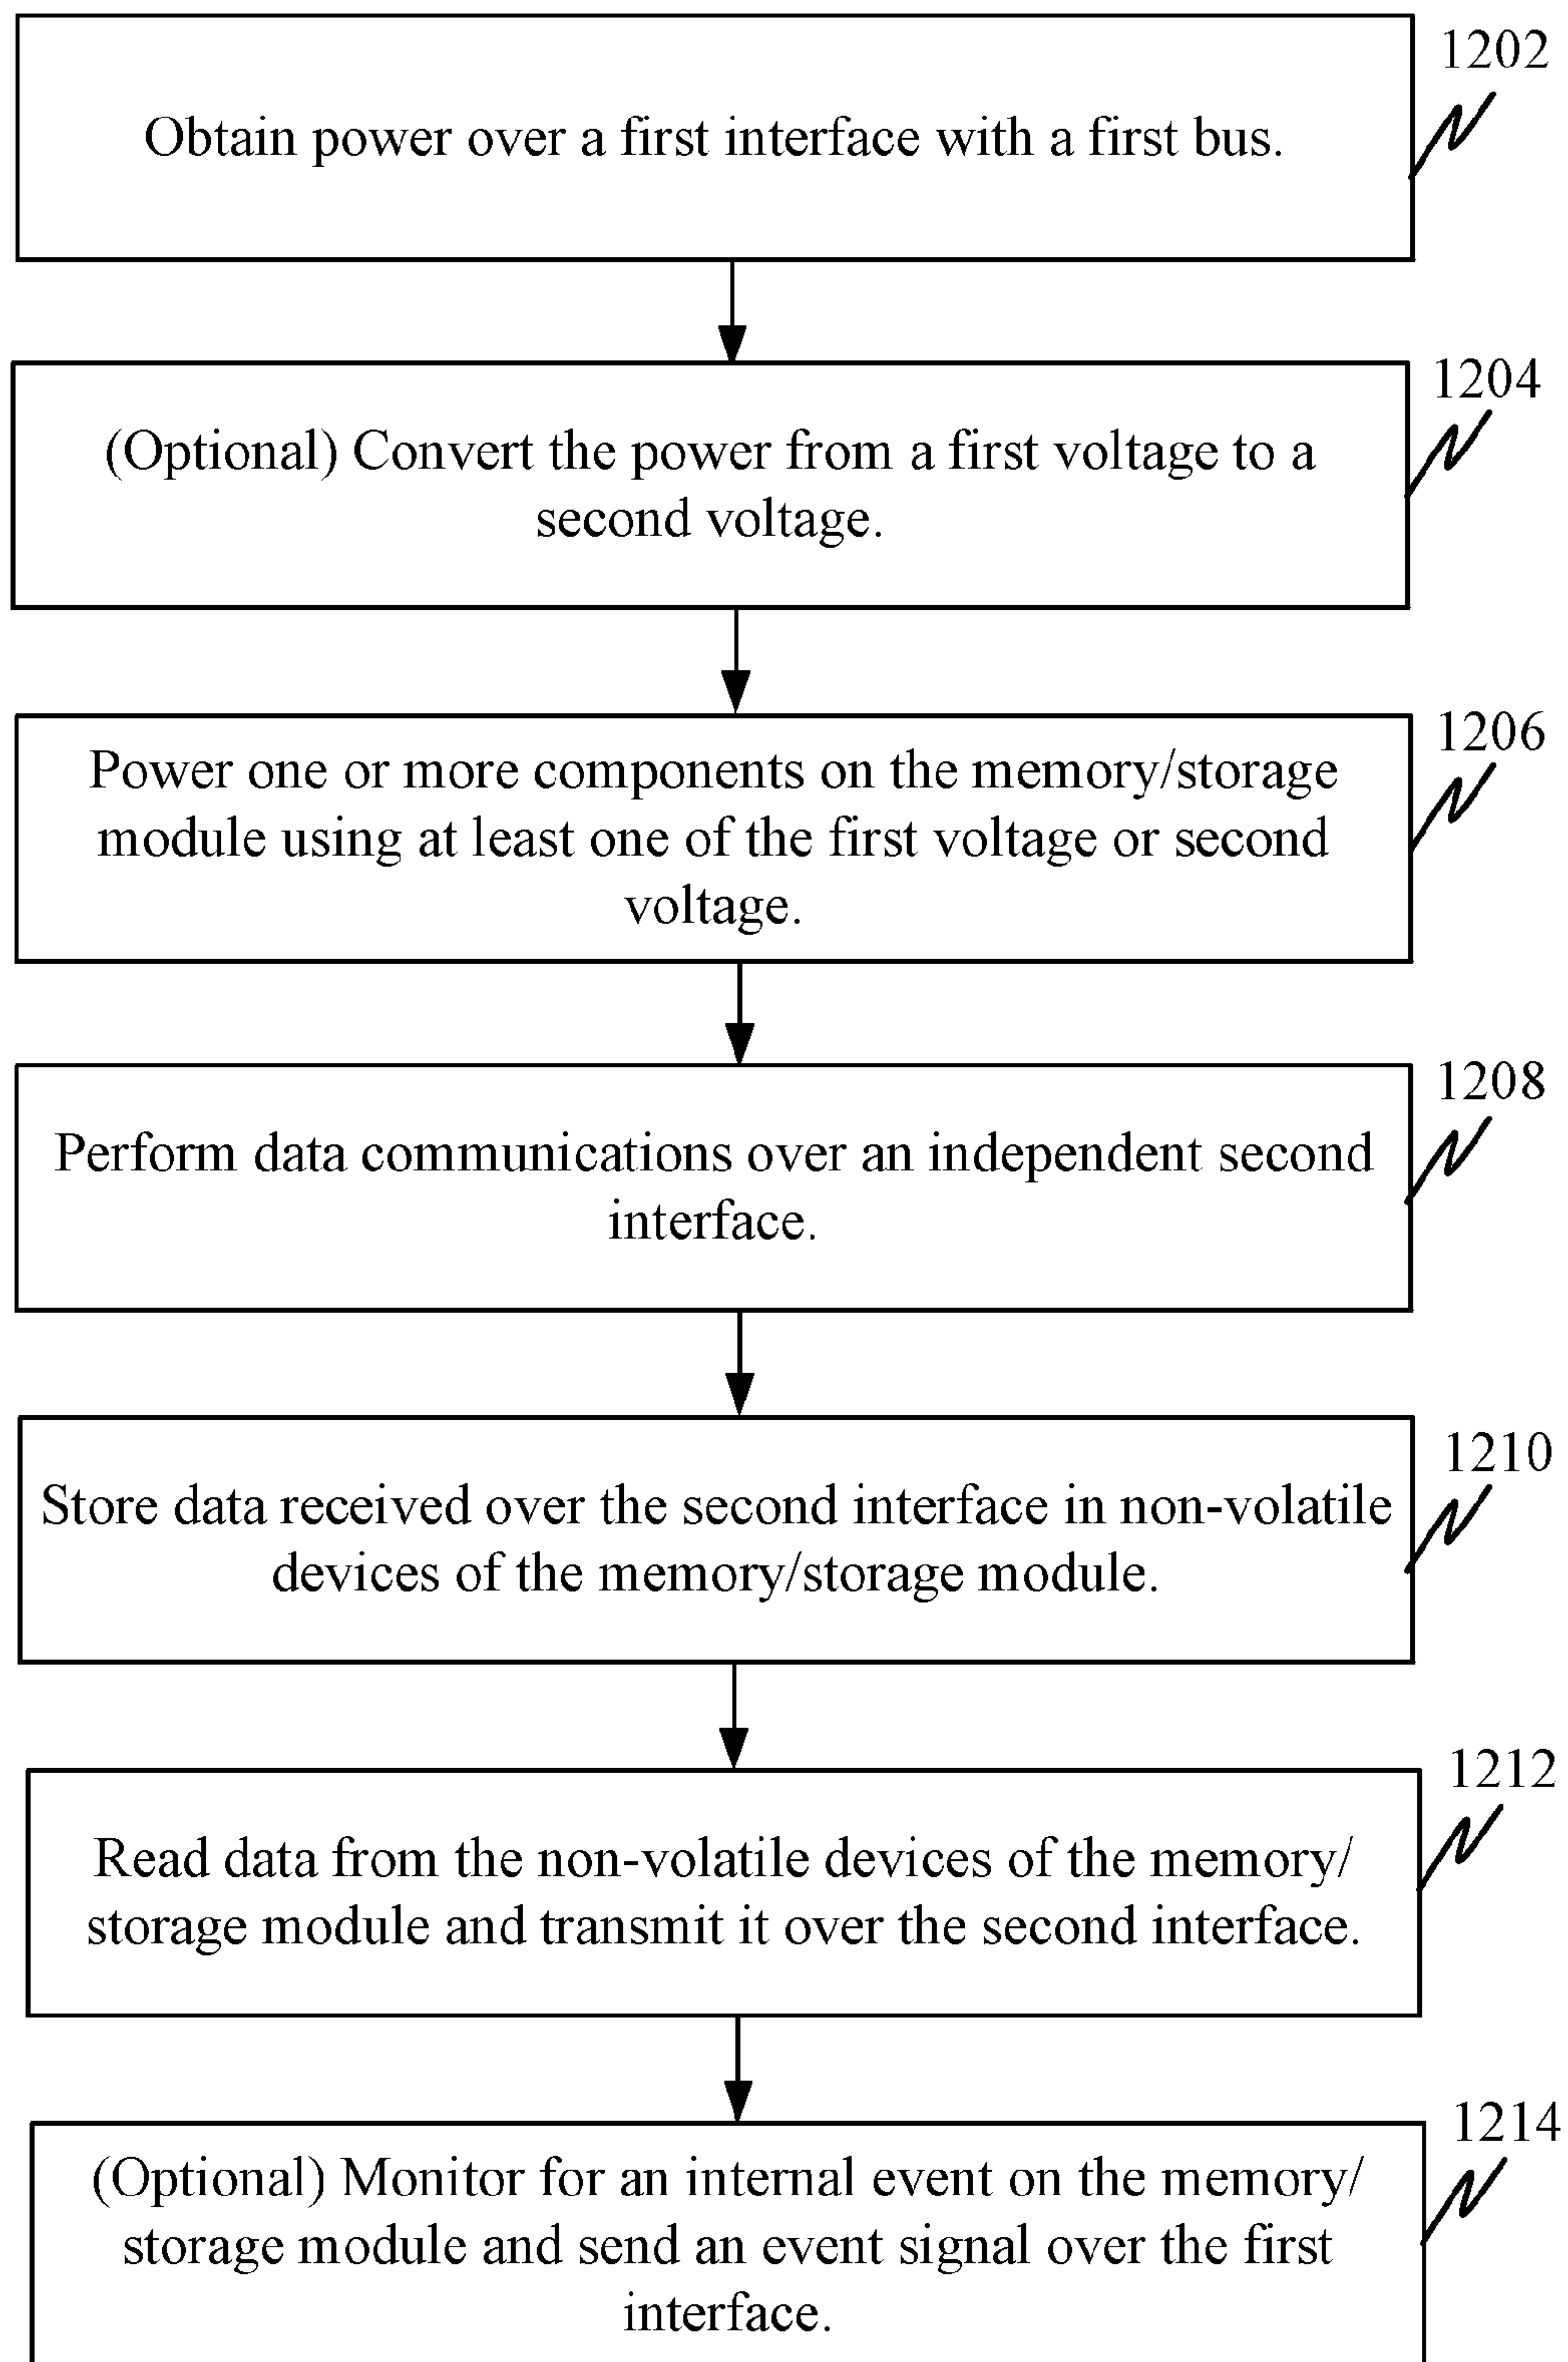 1202
Obtain power over a first interface with a first bus.
1204
(Optional) Convert the power from a first voltage to a
second voltage.
1206
Power one or more components on the memory/storage
module using at least one of the first voltage or second
voltage.
1208
Perform data communications over an independent second
interface.
1210
Store data received over the second interface in non-volatile
devices of the memory/storage module.
1212
Read data from the non-volatile devices of the memory/
storage module and transmit it over the second interface.
1214
(Optional) Monitor for an internal event on the memory/
storage module and send an event signal over the first
interface.